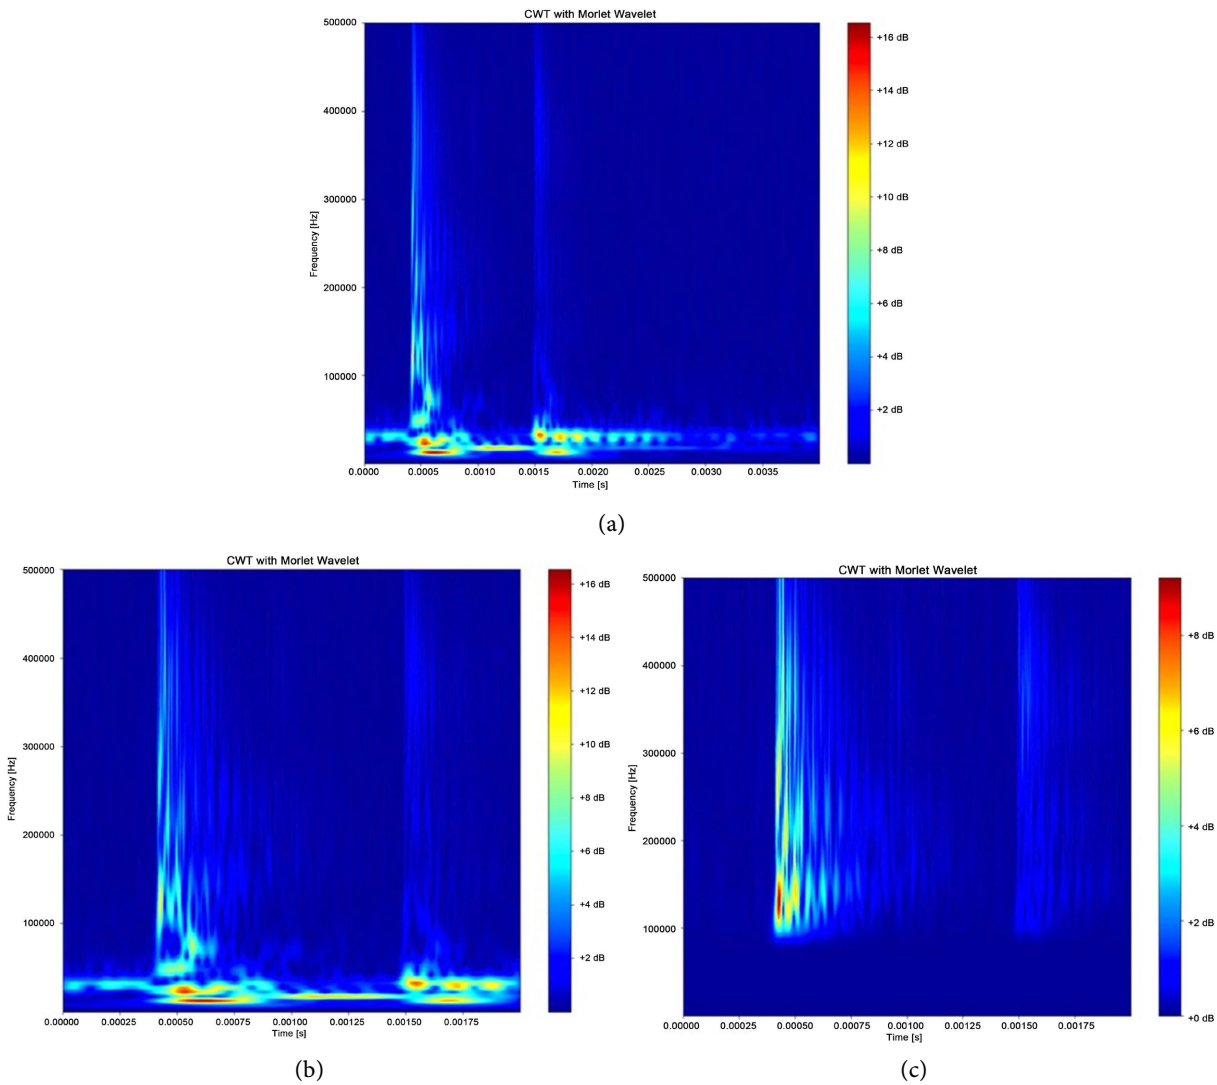 CWT with Morlet Wavelet
500000
400000
300000
200000
100000
Frequency [Hz]
0.0000 0.0005 0.0010 0.0015 0.0020 0.0025 0.0030 0.0035
Time [s]
+16 dB
+14 dB
+12 dB
+10 dB
+8 dB
+6 dB
+4 dB
+2 dB
(a)
CWT with Morlet Wavelet
500000
400000
300000
200000
100000
Frequency [Hz]
0.00000 0.00025 0.00050 0.00075 0.00100 0.00125 0.00150 0.00175
Time [s]
+16 dB
+14 dB
+12 dB
+10 dB
+8 dB
+6 dB
+4 dB
+2 dB
(b)
CWT with Morlet Wavelet
500000
400000
300000
200000
100000
Frequency [Hz]
0.00000 0.00025 0.00050 0.00075 0.00100 0.00125 0.00150 0.00175
Time [s]
+8 dB
+6 dB
+4 dB
+2 dB
+0 dB
(c)